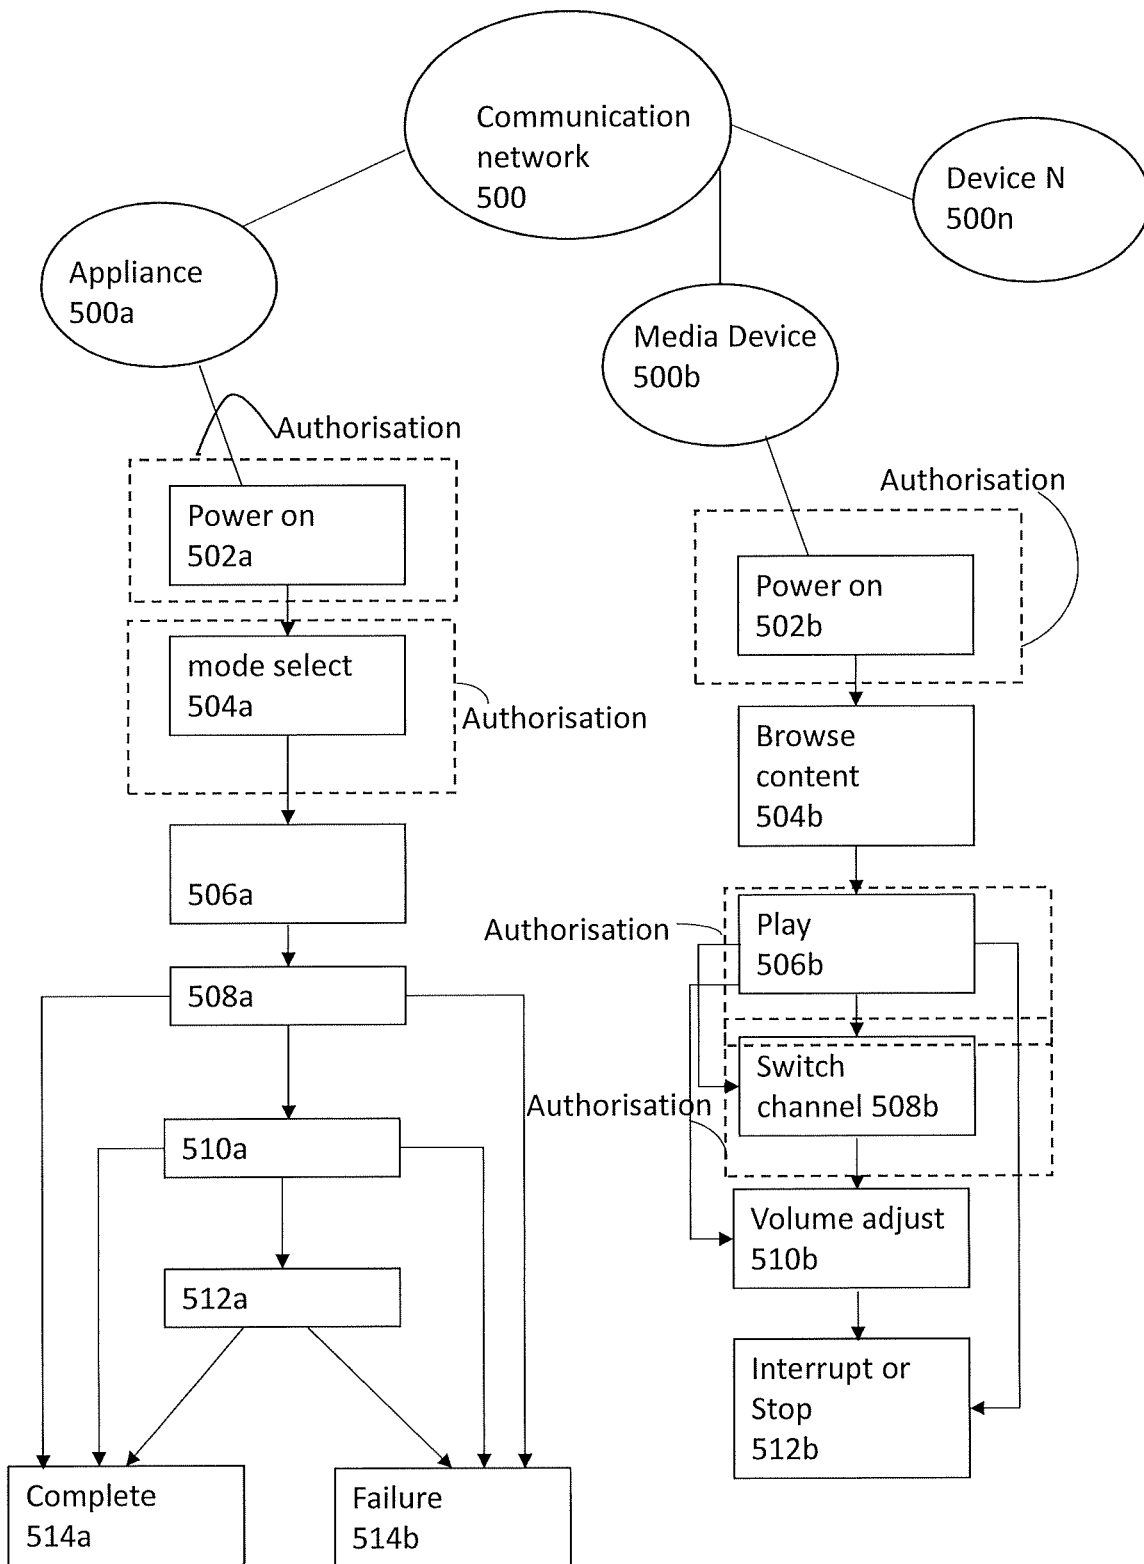 Communication
network
500
Device N
500n
Appliance
500a
Media Device
500b
Authorisation
Authorisation
Power on
502a
Power on
502b
mode select
504a
Authorisation
Browse
content
504b
506a
Authorisation
Play
506b
508a
Switch
channel 508b
Authorisation
510a
Volume adjust
510b
512a
Interrupt or
Stop
512b
Complete
514a
Failure
514b